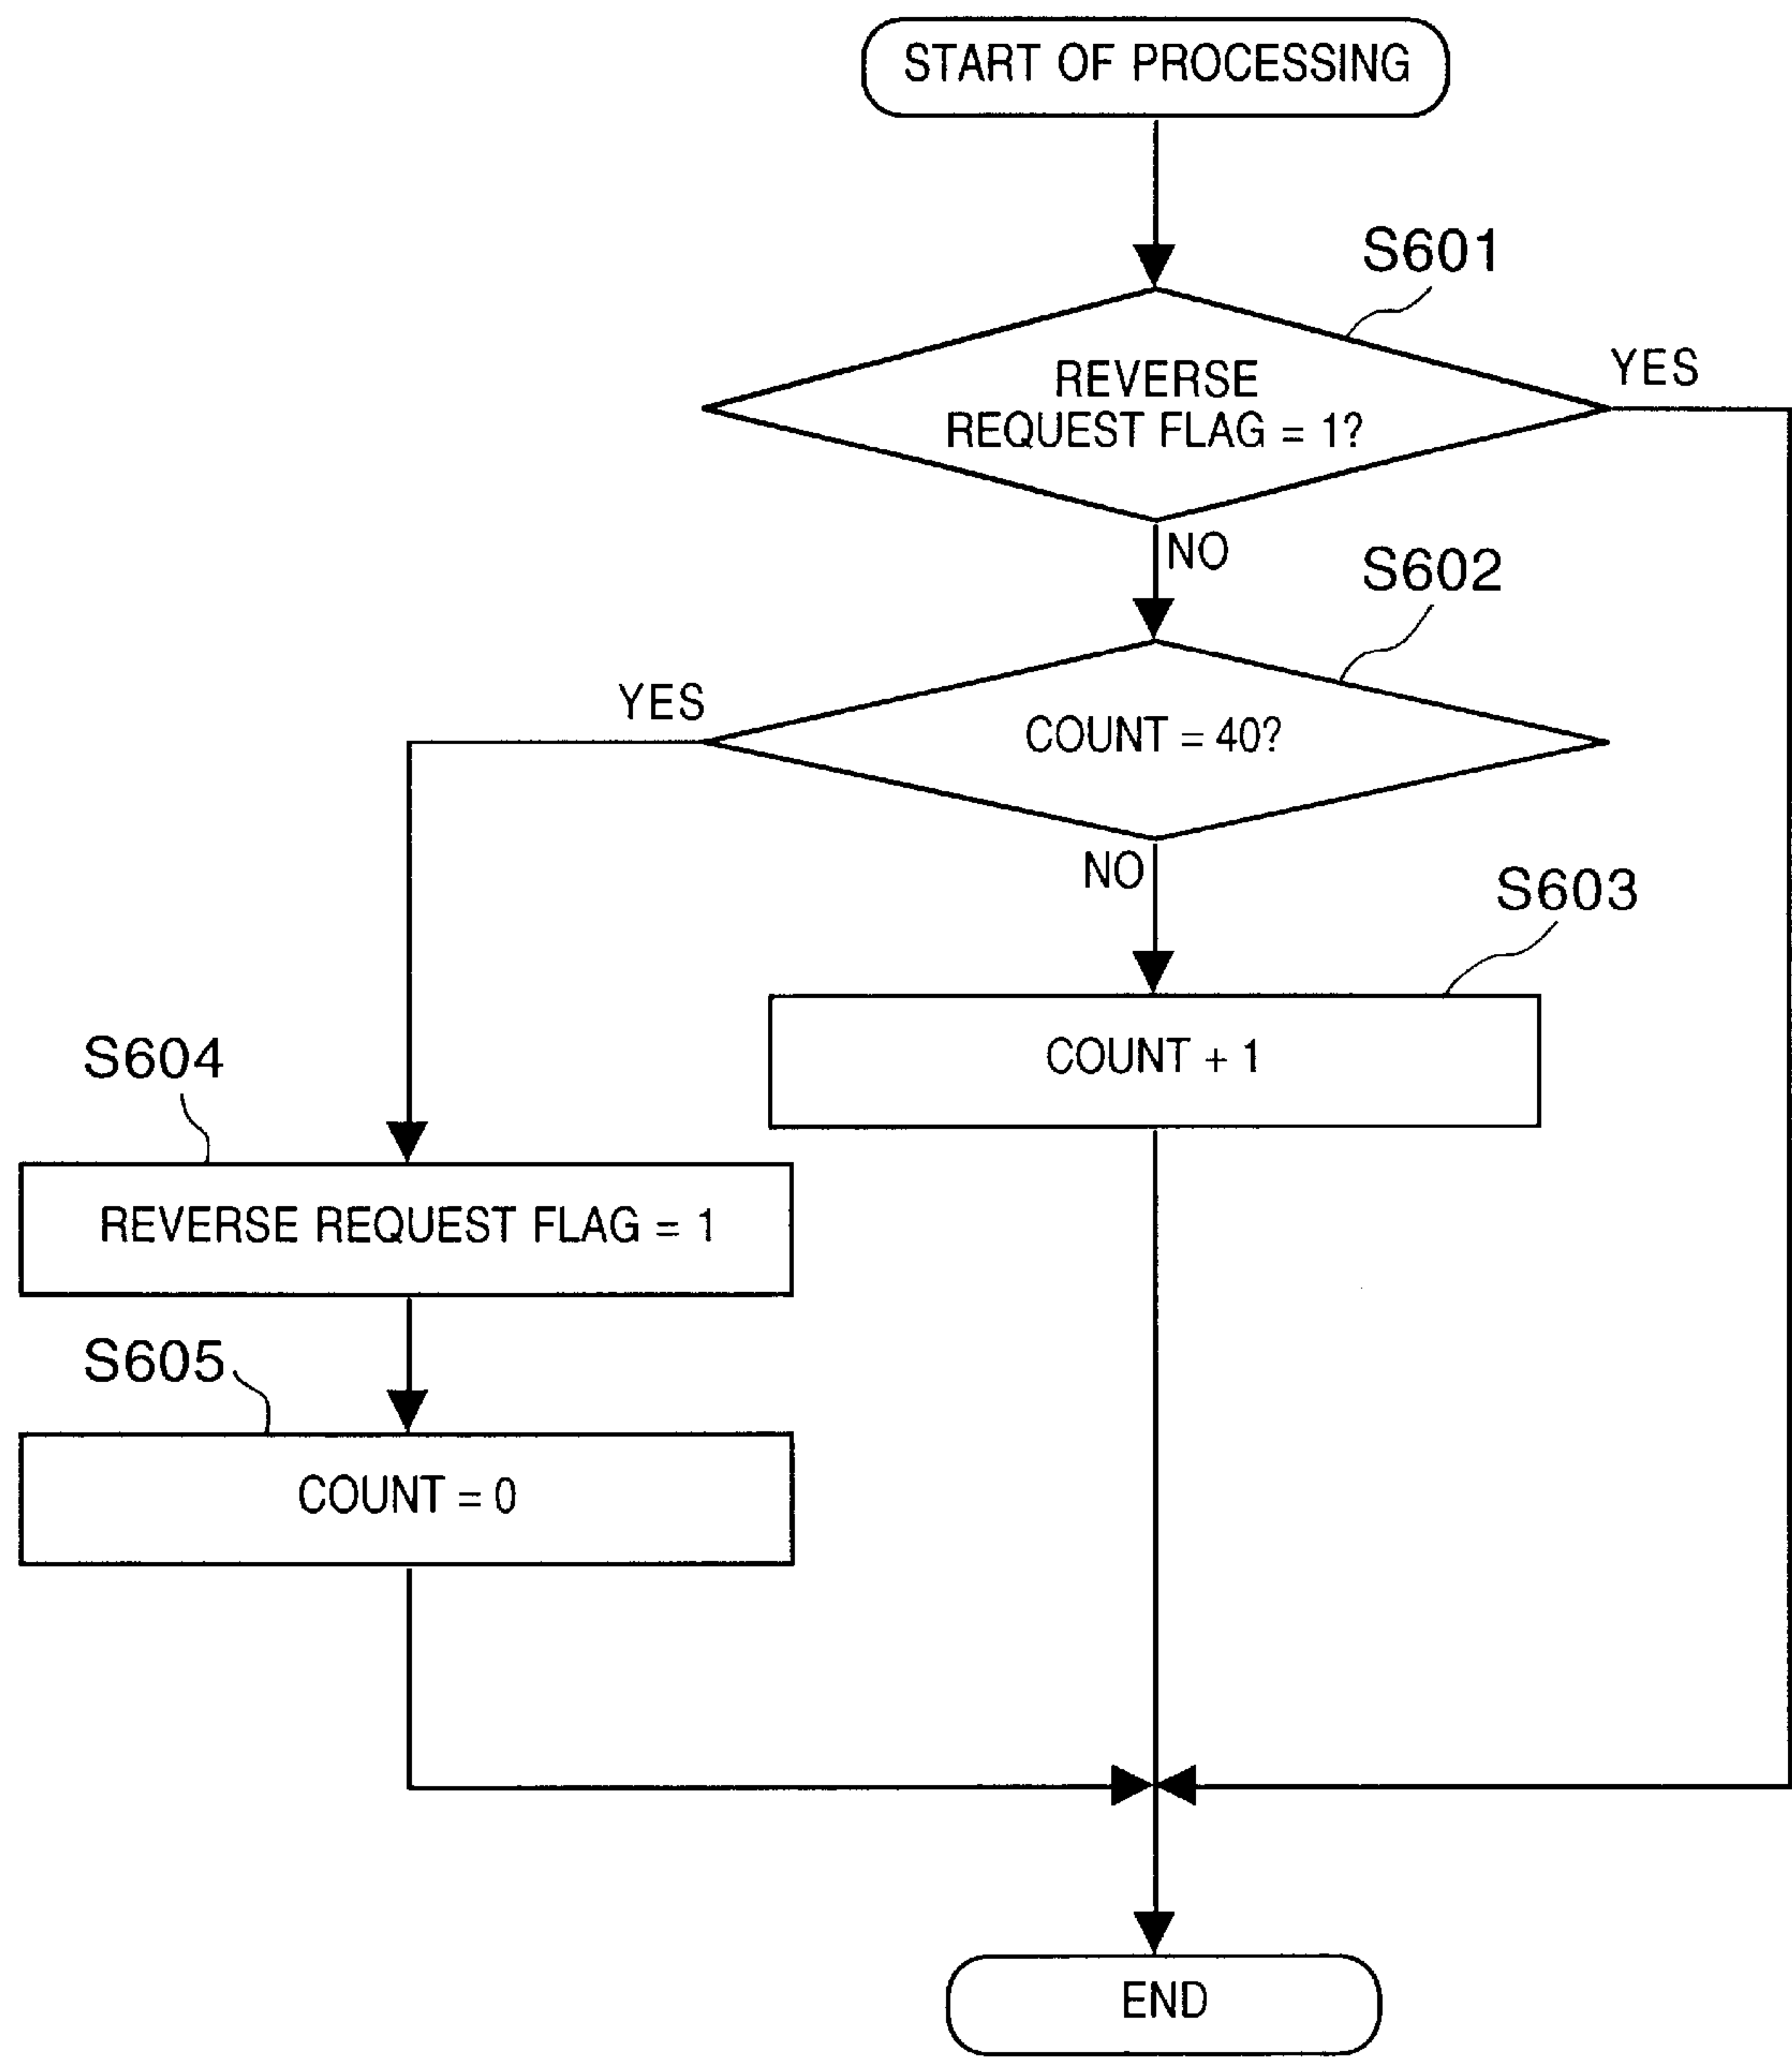 START OF PROCESSING
S601
REVERSE
REQUEST FLAG = 1?
YES
NO
S602
YES
COUNT = 40?
NO
S603
COUNT + 1
S604
REVERSE REQUEST FLAG = 1
S605
COUNT = 0
END